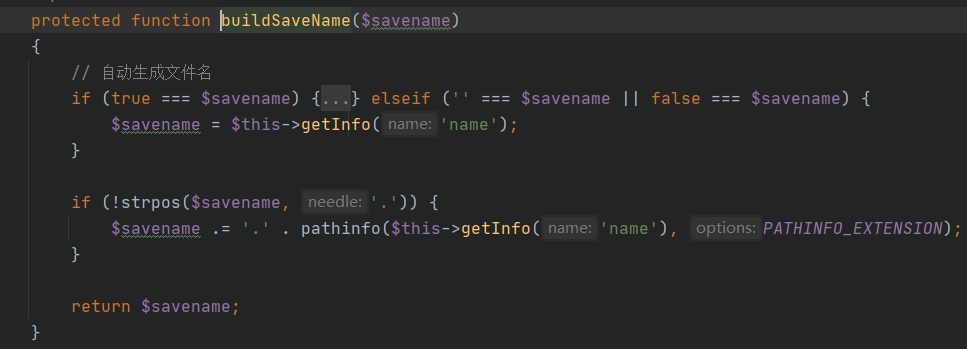 protected function buildSaveName($savename)
{
// 自动生成文件名
if (true === $savename) {...} elseif ('' === $savename || false === $savename) {
$savename = $this->getInfo( name: 'name');
}
if (!strpos($savename, needle: '.')) {
$savename .= '.' . pathinfo($this->getInfo( name: 'name'), options: PATHINFO_EXTENSION);
}
return $savename;
}